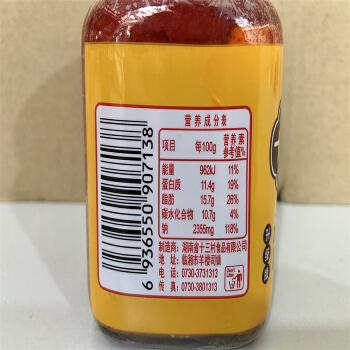 营养成分表
项目 每100g 营养素参考值%
能量 962kJ 11%
蛋白质 11.4g 19%
脂肪 15.7g 26%
碳水化合物 10.7g 4%
钠 2355mg 118%
制造商：湖南省十三村食品有限公司
地 址：临湘市羊楼司镇
电 话：0730-3731313
传 真：0730-3801313
6 936550 907138